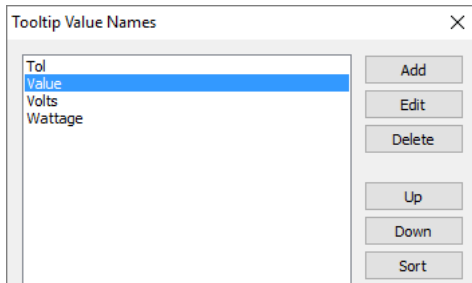 Tooltip Value Names
Tol
Value
Volts
Wattage
Add
Edit
Delete
Up
Down
Sort